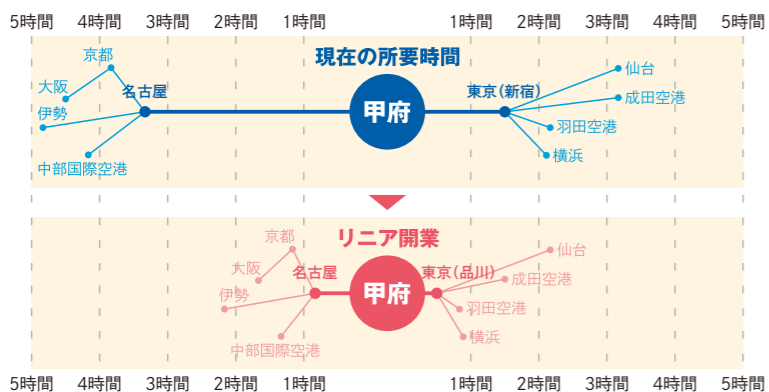 5時間 4時間 3時間 2時間 1時間 1時間 2時間 3時間 4時間 5時間
現在の所要時間
京都
大阪
名古屋
伊勢
中部国際空港
甲府
東京(新宿)
仙台
成田空港
羽田空港
横浜
リニア開業
京都
大阪
名古屋
伊勢
中部国際空港
甲府
東京(品川)
仙台
成田空港
羽田空港
横浜
5時間 4時間 3時間 2時間 1時間 1時間 2時間 3時間 4時間 5時間